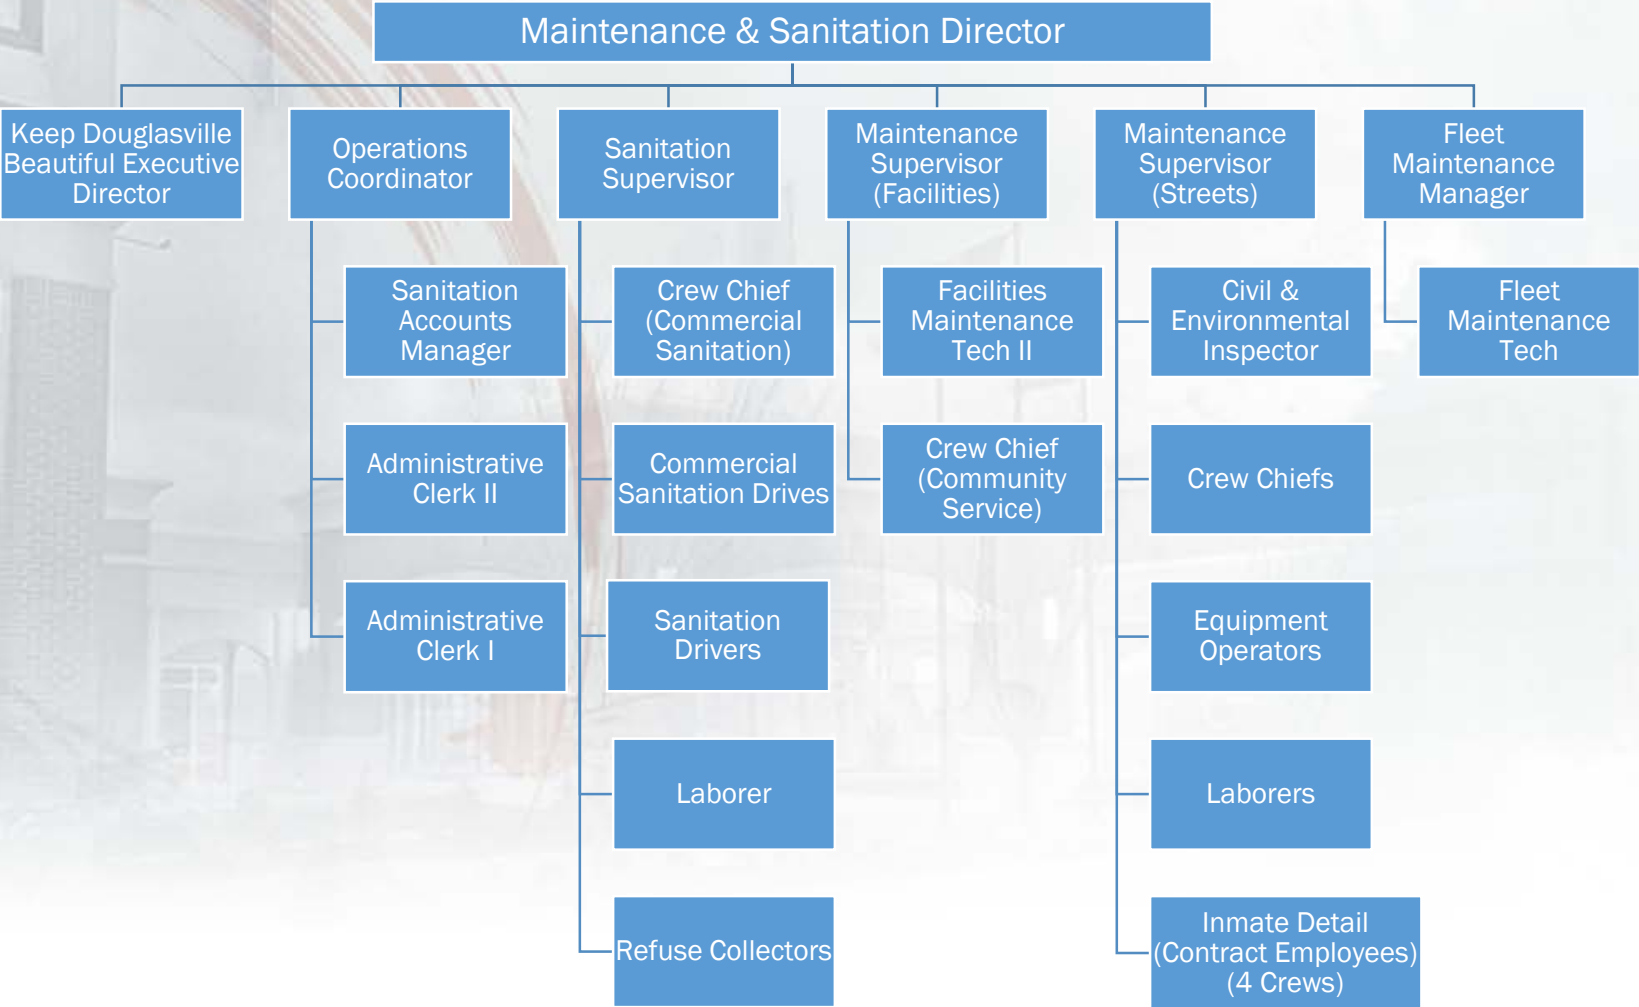 Maintenance & Sanitation Director
Keep Douglasville
Beautiful Executive
Director
Operations
Coordinator
Sanitation
Supervisor
Maintenance
Supervisor
(Facilities)
Maintenance
Supervisor
(Streets)
Fleet
Maintenance
Manager
Sanitation
Accounts
Manager
Crew Chief
(Commercial
Sanitation)
Facilities
Maintenance
Tech II
Civil &
Environmental
Inspector
Fleet
Maintenance
Tech
Administrative
Clerk II
Commercial
Sanitation Drives
Crew Chief
(Community
Service)
Crew Chiefs
Administrative
Clerk I
Sanitation
Drivers
Equipment
Operators
Laborer
Laborers
Refuse Collectors
Inmate Detail
(Contract Employees)
(4 Crews)